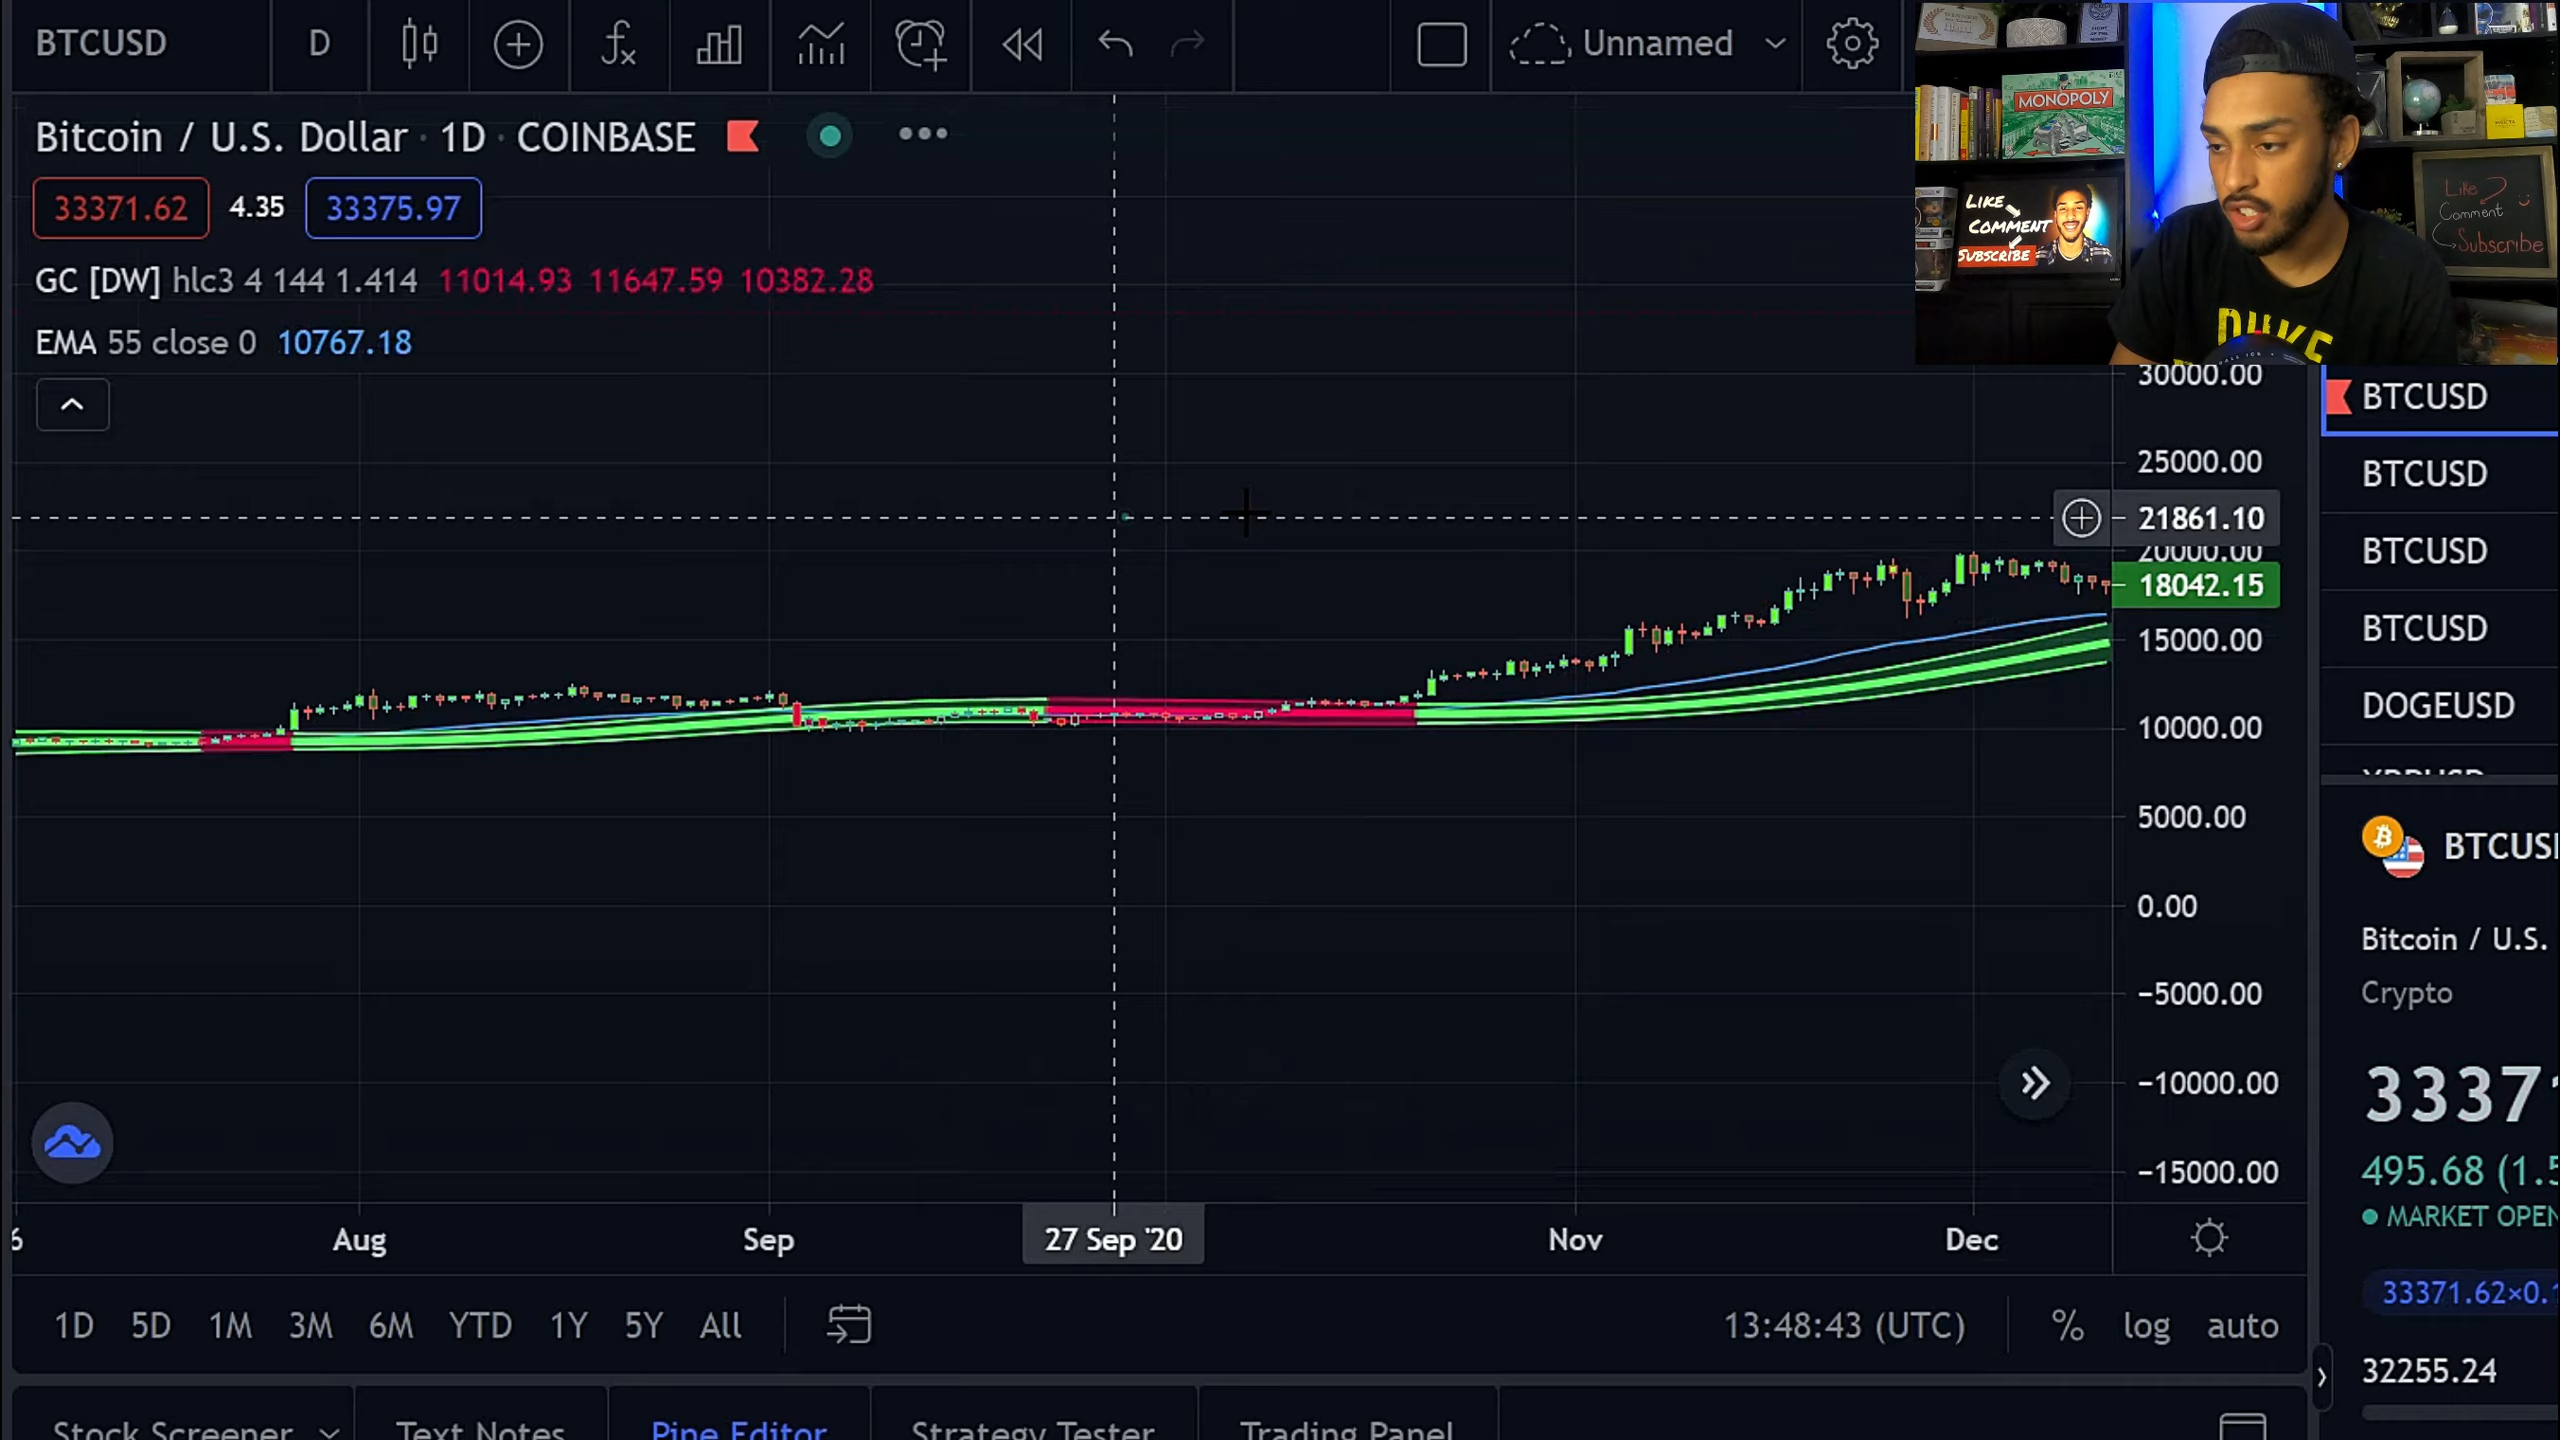 BTCUSD D Unnamed
Bitcoin / U.S. Dollar · 1D · COINBASE
33371.62 4.35 33375.97
GC [DW] hlc3 4 144 1.414 11014.93 11647.59 10382.28
EMA 55 close 0 10767.18
MONOPOLY
LIKE
COMMENT
SUBSCRIBE
Like
Comment
Subscribe
DUKE
30000.00
25000.00
21861.10
20000.00
18042.15
15000.00
10000.00
5000.00
0.00
−5000.00
−10000.00
−15000.00
6 Aug Sep 27 Sep '20 Nov Dec
1D 5D 1M 3M 6M YTD 1Y 5Y All 13:48:43 (UTC) % log auto
Stock Screener Text Notes Pine Editor Strategy Tester Trading Panel
BTCUSD
BTCUSD
BTCUSD
BTCUSD
DOGEUSD
XRPUSD
BTCUS
Bitcoin / U.S.
Crypto
3337
495.68 (1.5
MARKET OPEN
33371.62×0.
32255.24